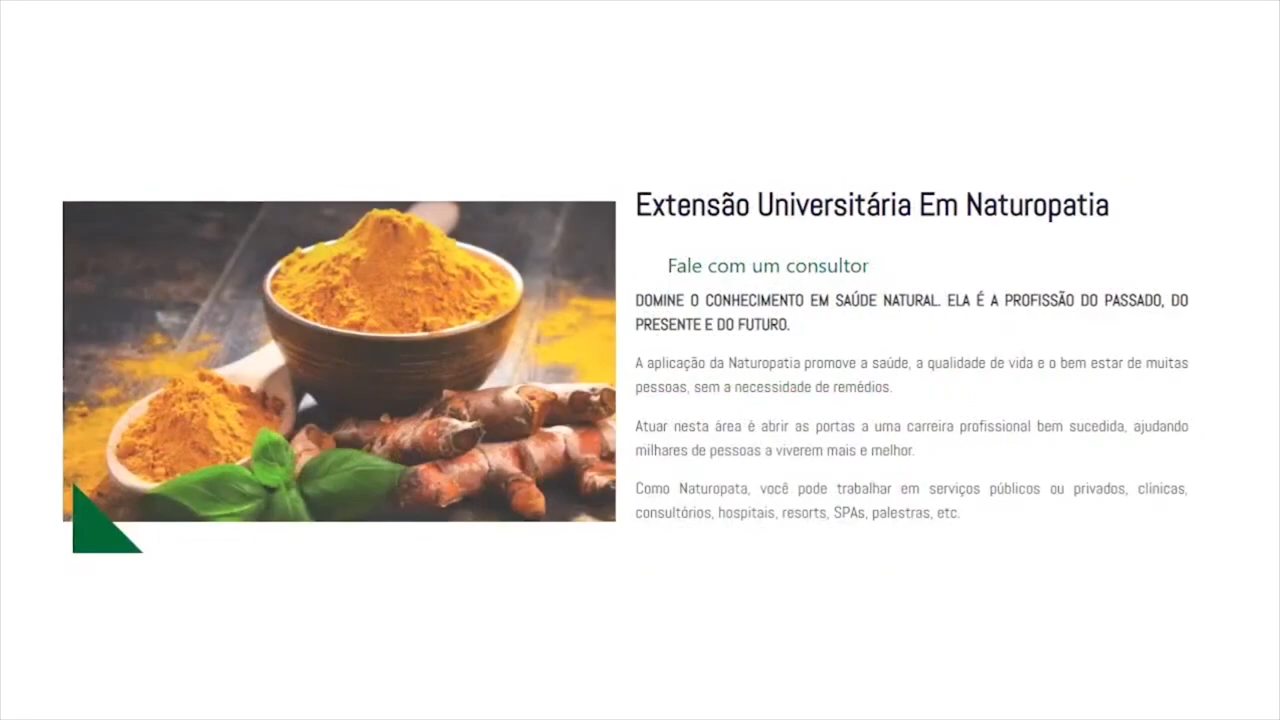 Extensão Universitária Em Naturopatia
Fale com um consultor
DOMINE O CONHECIMENTO EM SAÚDE NATURAL. ELA É A PROFISSÃO DO PASSADO, DO
PRESENTE E DO FUTURO.
A aplicação da Naturopatia promove a saúde, a qualidade de vida e o bem estar de muitas
pessoas, sem a necessidade de remédios.
Atuar nesta área é abrir as portas a uma carreira profissional bem sucedida, ajudando
milhares de pessoas a viverem mais e melhor.
Como Naturopata, você pode trabalhar em serviços públicos ou privados, clínicas,
consultórios, hospitais, resorts, SPAs, palestras, etc.